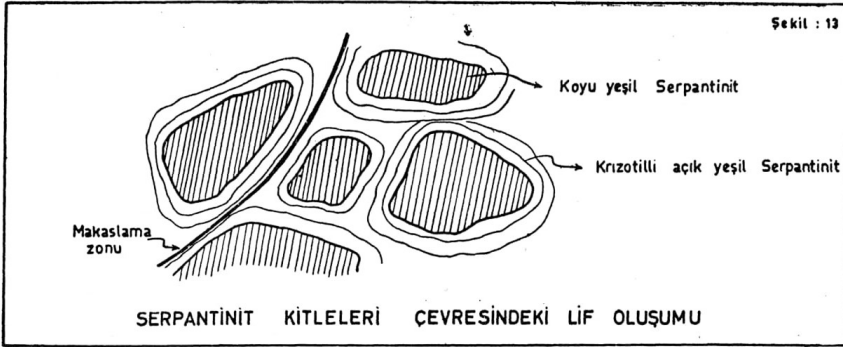 Şekil : 13
Koyu yeşil Serpantinit
Krizotilli açık yeşil Serpantinit
Makaslama
zonu
SERPANTİNİT KİTLELERİ ÇEVRESİNDEKİ LİF OLUŞUMU